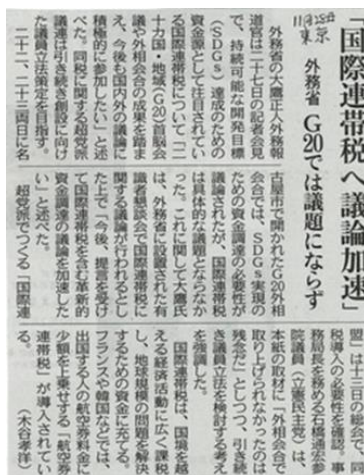 11月28日
東京
「国際連帯税へ議論加速」
外務省 G20では議題にならず
外務省の大鷹正人外務報
道官は二十七日の記者会見
で、持続可能な開発目標
（SDGs）達成のための
資金源として注目されてい
る国際連帯税について「二
十カ国・地域（G20）首脳会
議や外相会合の成果を踏ま
え、今後も国内外の議論に
積極的に参加したい」と述
べた。同税に関する超党派
議連は引き続き創設に向け
た議員立法策定を目指す。
二十二、二十三両日に名
古屋市で開かれたG20外相
会合では、SDGs実現の
ための資金調達の必要性が
議論されたが、国際連帯税
は具体的な議題とならなか
った。これに関して大鷹氏
は、外務省に設置された有
識者懇談会で国際連帯税に
関する議論が行われるとし
た上で「今後、提言を受け
て国際連帯税を含む革新的
資金調達の議論を加速した
い」と述べた。
超党派でつくる「国際連
盟」は十二日の総会
税導入の必要性を確認。事
務局長を務める石橋通宏参
院議員（立憲民主党）は、
本紙の取材に「外相会合で
取り上げられなかったのは
残念だ」としつつ、引き続
き議員立法を検討する考え
を強調した。
国際連帯税は、国境を越
える経済活動に広く課税
し、地球規模の問題を解決
するための資金に充てる。
フランスや韓国などでは、
出国する人の航空券料金に
少額を上乗せする「航空券
連帯税」が導入されてい
る。　（木谷孝洋）